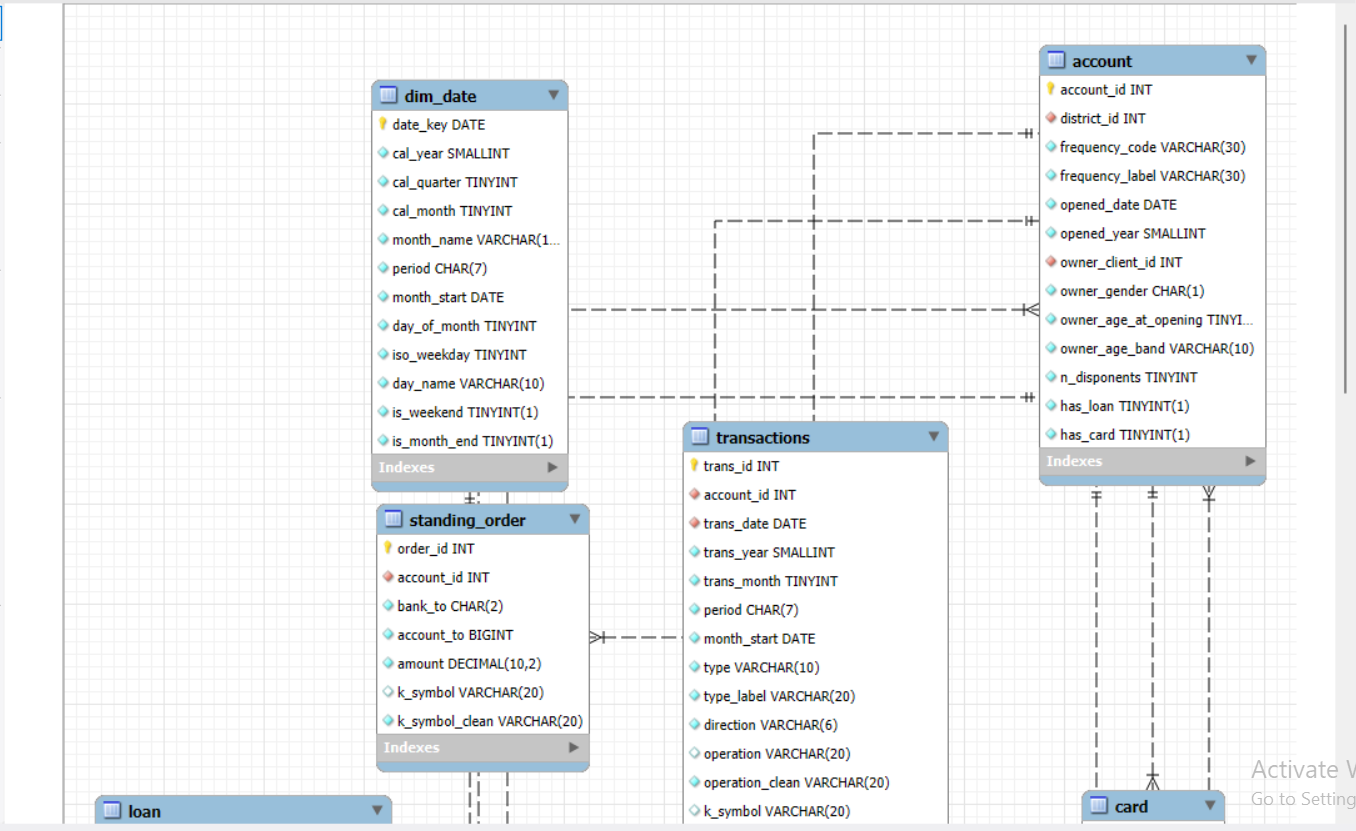 dim_date
date_key DATE
cal_year SMALLINT
cal_quarter TINYINT
cal_month TINYINT
month_name VARCHAR(1...
period CHAR(7)
month_start DATE
day_of_month TINYINT
iso_weekday TINYINT
day_name VARCHAR(10)
is_weekend TINYINT(1)
is_month_end TINYINT(1)
Indexes
account
account_id INT
district_id INT
frequency_code VARCHAR(30)
frequency_label VARCHAR(30)
opened_date DATE
opened_year SMALLINT
owner_client_id INT
owner_gender CHAR(1)
owner_age_at_opening TINYI...
owner_age_band VARCHAR(10)
n_disponents TINYINT
has_loan TINYINT(1)
has_card TINYINT(1)
Indexes
standing_order
order_id INT
account_id INT
bank_to CHAR(2)
account_to BIGINT
amount DECIMAL(10,2)
k_symbol VARCHAR(20)
k_symbol_clean VARCHAR(20)
Indexes
transactions
trans_id INT
account_id INT
trans_date DATE
trans_year SMALLINT
trans_month TINYINT
period CHAR(7)
month_start DATE
type VARCHAR(10)
type_label VARCHAR(20)
direction VARCHAR(6)
operation VARCHAR(20)
operation_clean VARCHAR(20)
k_symbol VARCHAR(20)
loan
card
Activate W
Go to Setting